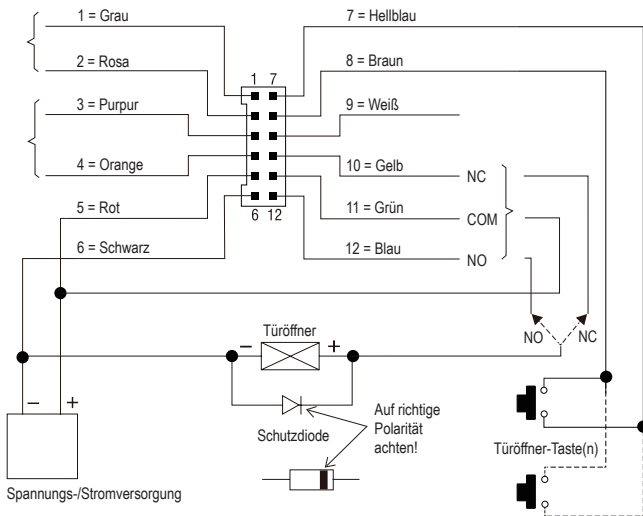 1 = Grau
2 = Rosa
3 = Purpur
4 = Orange
5 = Rot
6 = Schwarz
1 7
6 12
7 = Hellblau
8 = Braun
9 = Weiß
10 = Gelb
NC
11 = Grün
COM
12 = Blau
NO
NO
NC
Türöffner
– +
– +
Schutzdiode
Auf richtige
Polarität
achten!
Türöffner-Taste(n)
Spannungs-/Stromversorgung